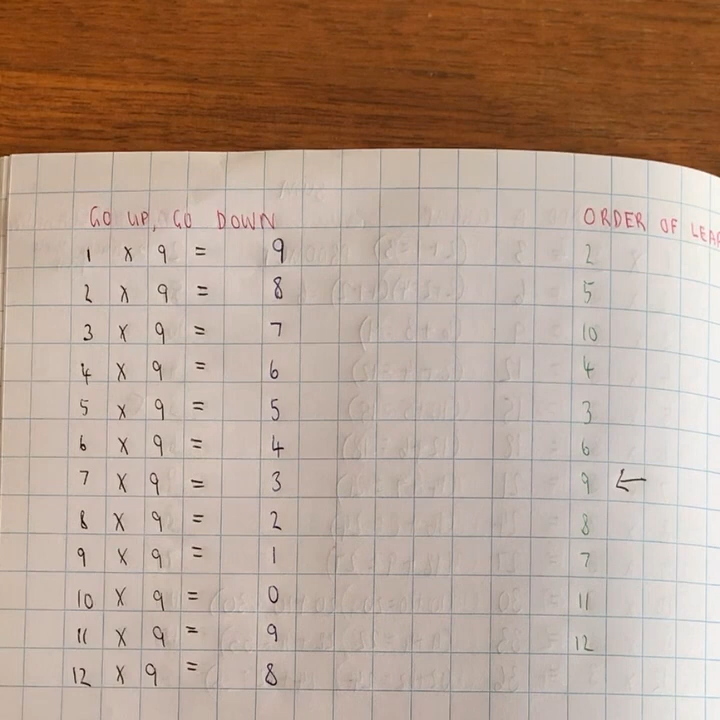 GO UP, GO DOWN
1 x 9 = 9
2 x 9 = 8
3 x 9 = 7
4 x 9 = 6
5 x 9 = 5
6 x 9 = 4
7 x 9 = 3
8 x 9 = 2
9 x 9 = 1
10 x 9 = 0
11 x 9 = 9
12 x 9 = 8
ORDER OF LEAR
2
5
10
4
3
6
9 ←
8
7
11
12